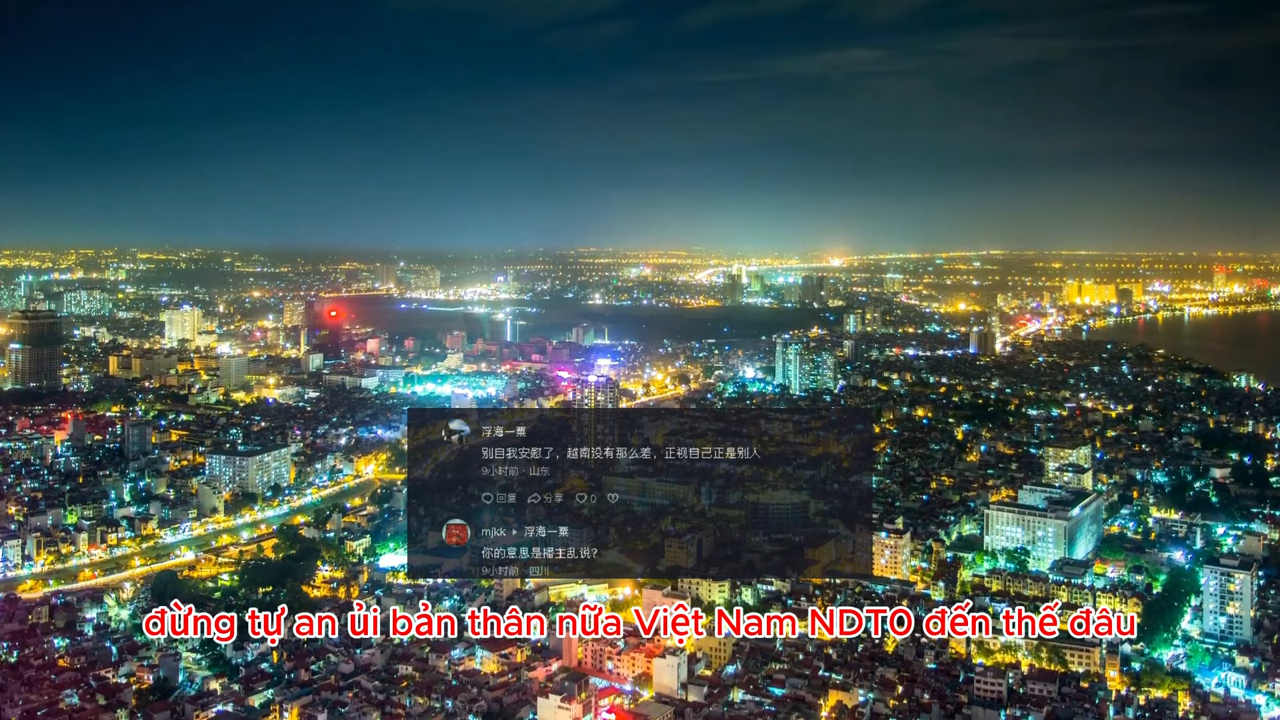 浮海一粟
别自我安慰了，越南没有那么差，正视自己正是别人
9小时前 · 山东
回复 分享 0
mjkk ▸ 浮海一粟
你的意思是播主乱说?
9小时前 · 四川
đừng tự an ủi bản thân nữa Việt Nam NDT0 đến thế đâu